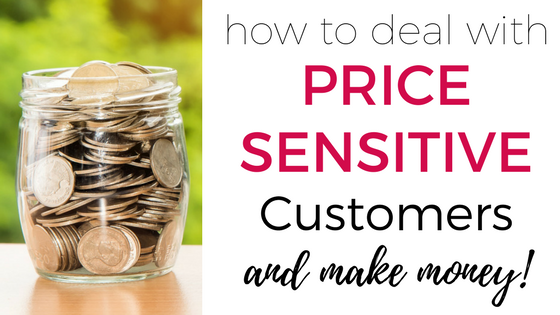 how to deal with
PRICE
SENSITIVE
Customers
and make money!